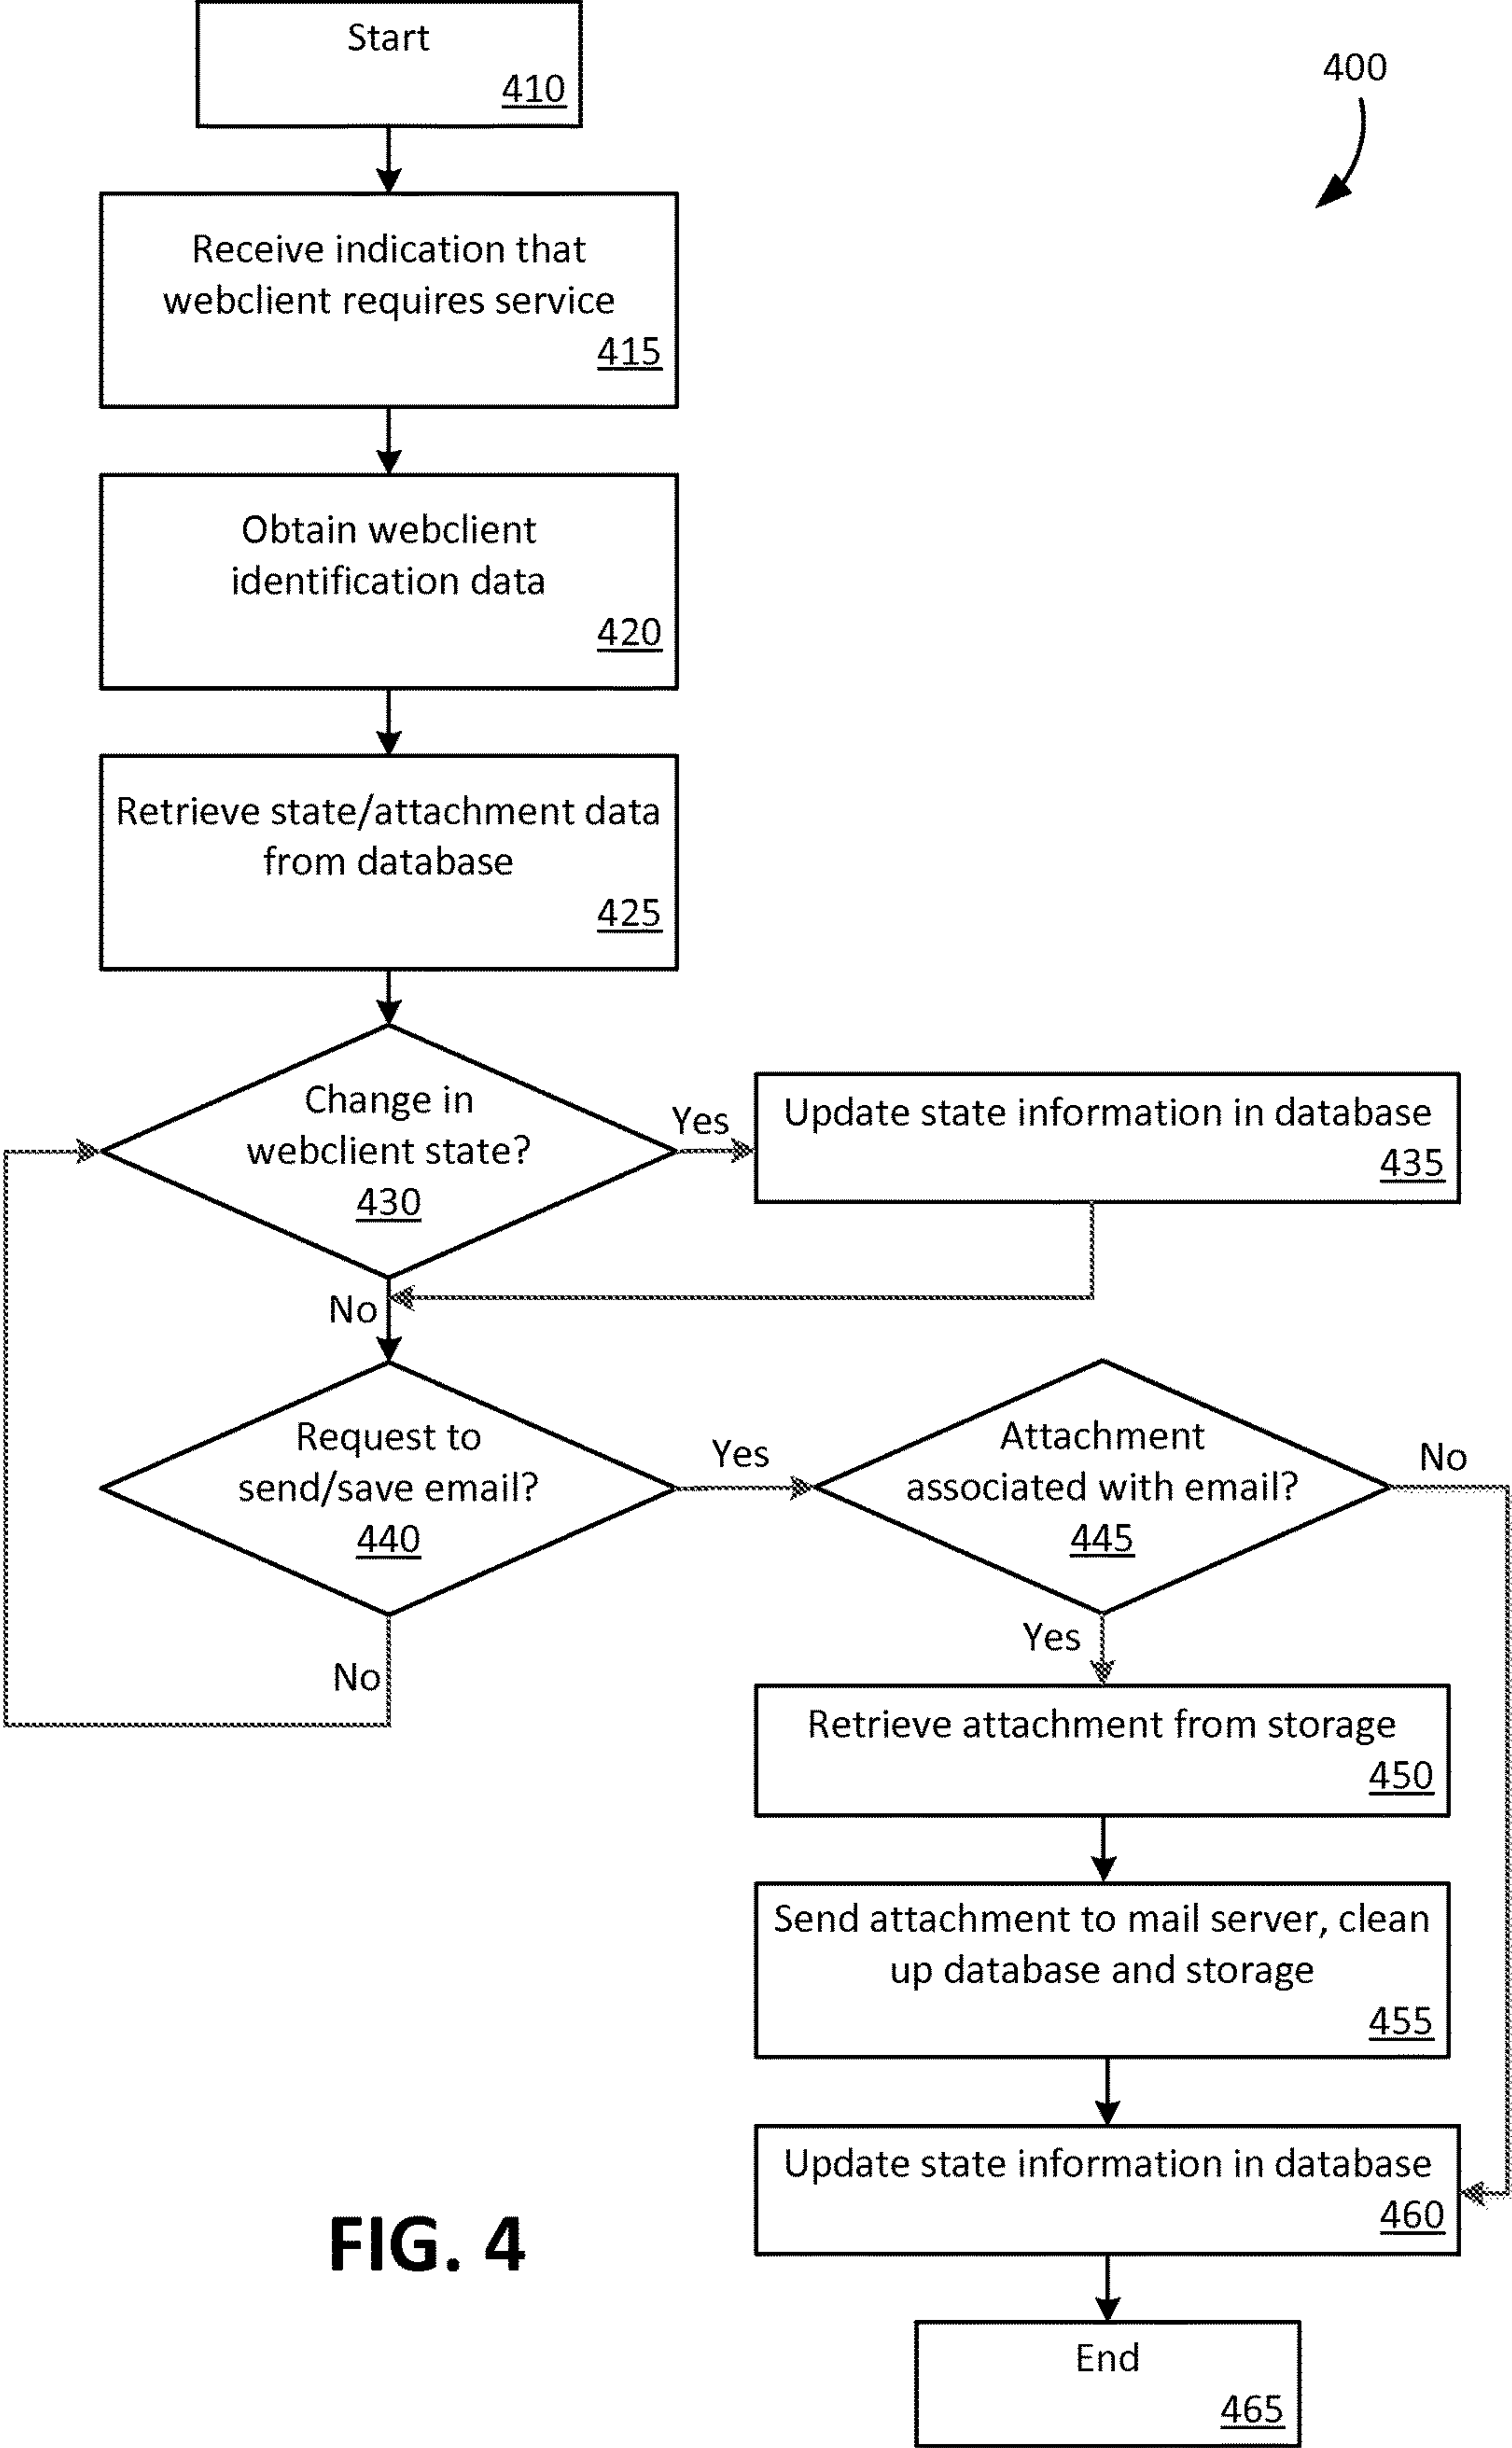 Start
410
400
Receive indication that
webclient requires service
415
Obtain webclient
identification data
420
Retrieve state/attachment data
from database
425
Change in
webclient state?
430
Yes
Update state information in database
435
No
Request to
send/save email?
440
Yes
Attachment
associated with email?
445
No
Yes
No
Retrieve attachment from storage
450
Send attachment to mail server, clean
up database and storage
455
Update state information in database
460
FIG. 4
End
465